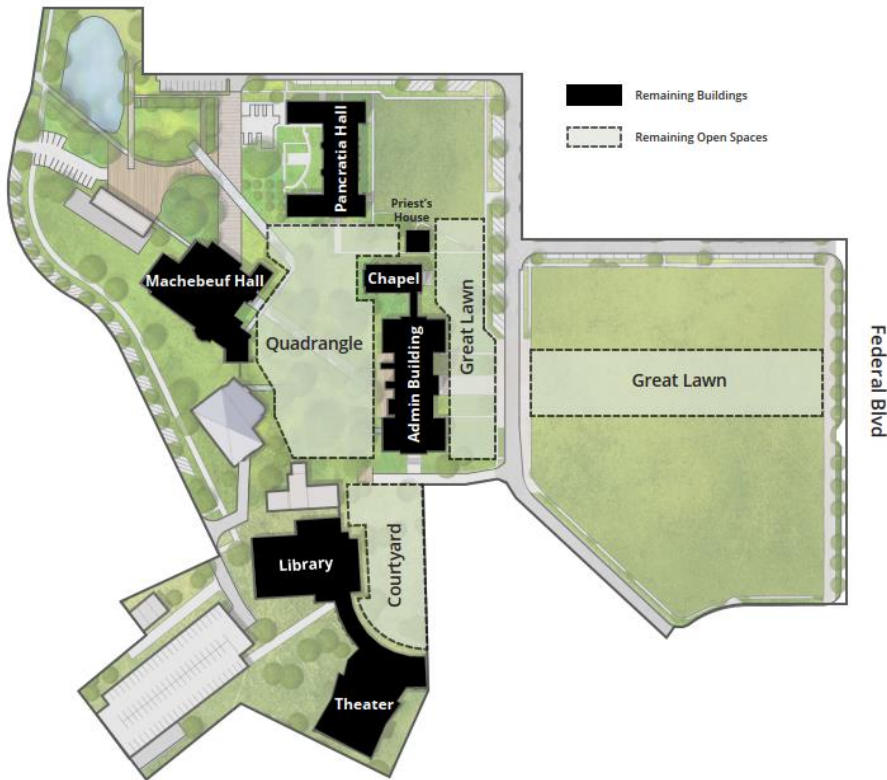 Remaining Buildings
Remaining Open Spaces
Pancratia Hall
Priest's
House
Machebeuf Hall
Chapel
Quadrangle
Great Lawn
Admin Building
Great Lawn
Federal Blvd
Library
Courtyard
Theater